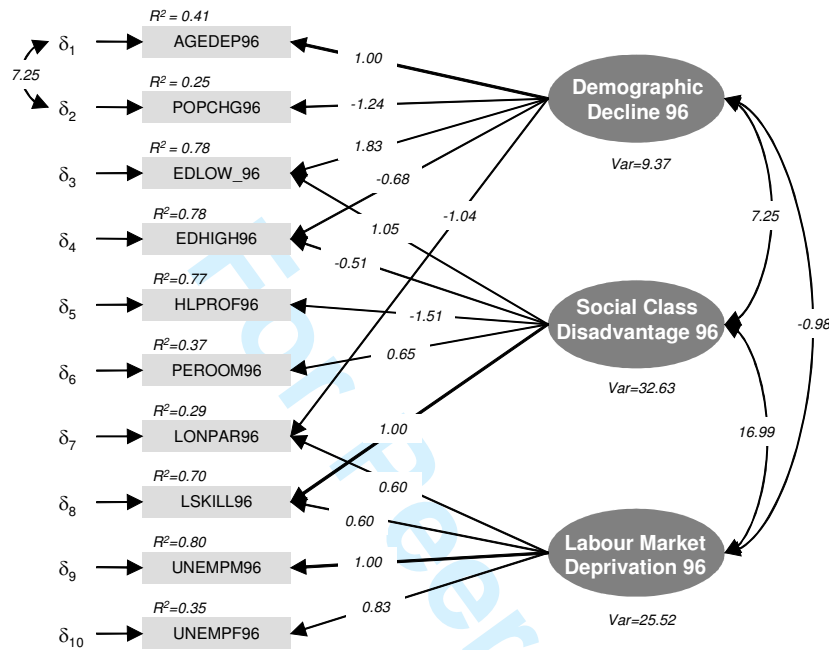 R² = 0.41
δ1 AGEDEP96 1.00
7.25
R² = 0.25
δ2 POPCHG96 -1.24
Demographic
Decline 96
Var=9.37
R² = 0.78
δ3 EDLOW_96 1.83
1.05
R²=0.78
δ4 EDHIGH96 -0.68
-0.51
-1.04
7.25
R²=0.77
δ5 HLPROF96 -1.51
Social Class
Disadvantage 96
Var=32.63
-0.98
R²=0.37
δ6 PEROOM96 0.65
R²=0.29
δ7 LONPAR96 1.00
0.60
16.99
R²=0.70
δ8 LSKILL96 0.60
R²=0.80
δ9 UNEMPM96 1.00
Labour Market
Deprivation 96
Var=25.52
R²=0.35
δ10 UNEMPF96 0.83
For Peer